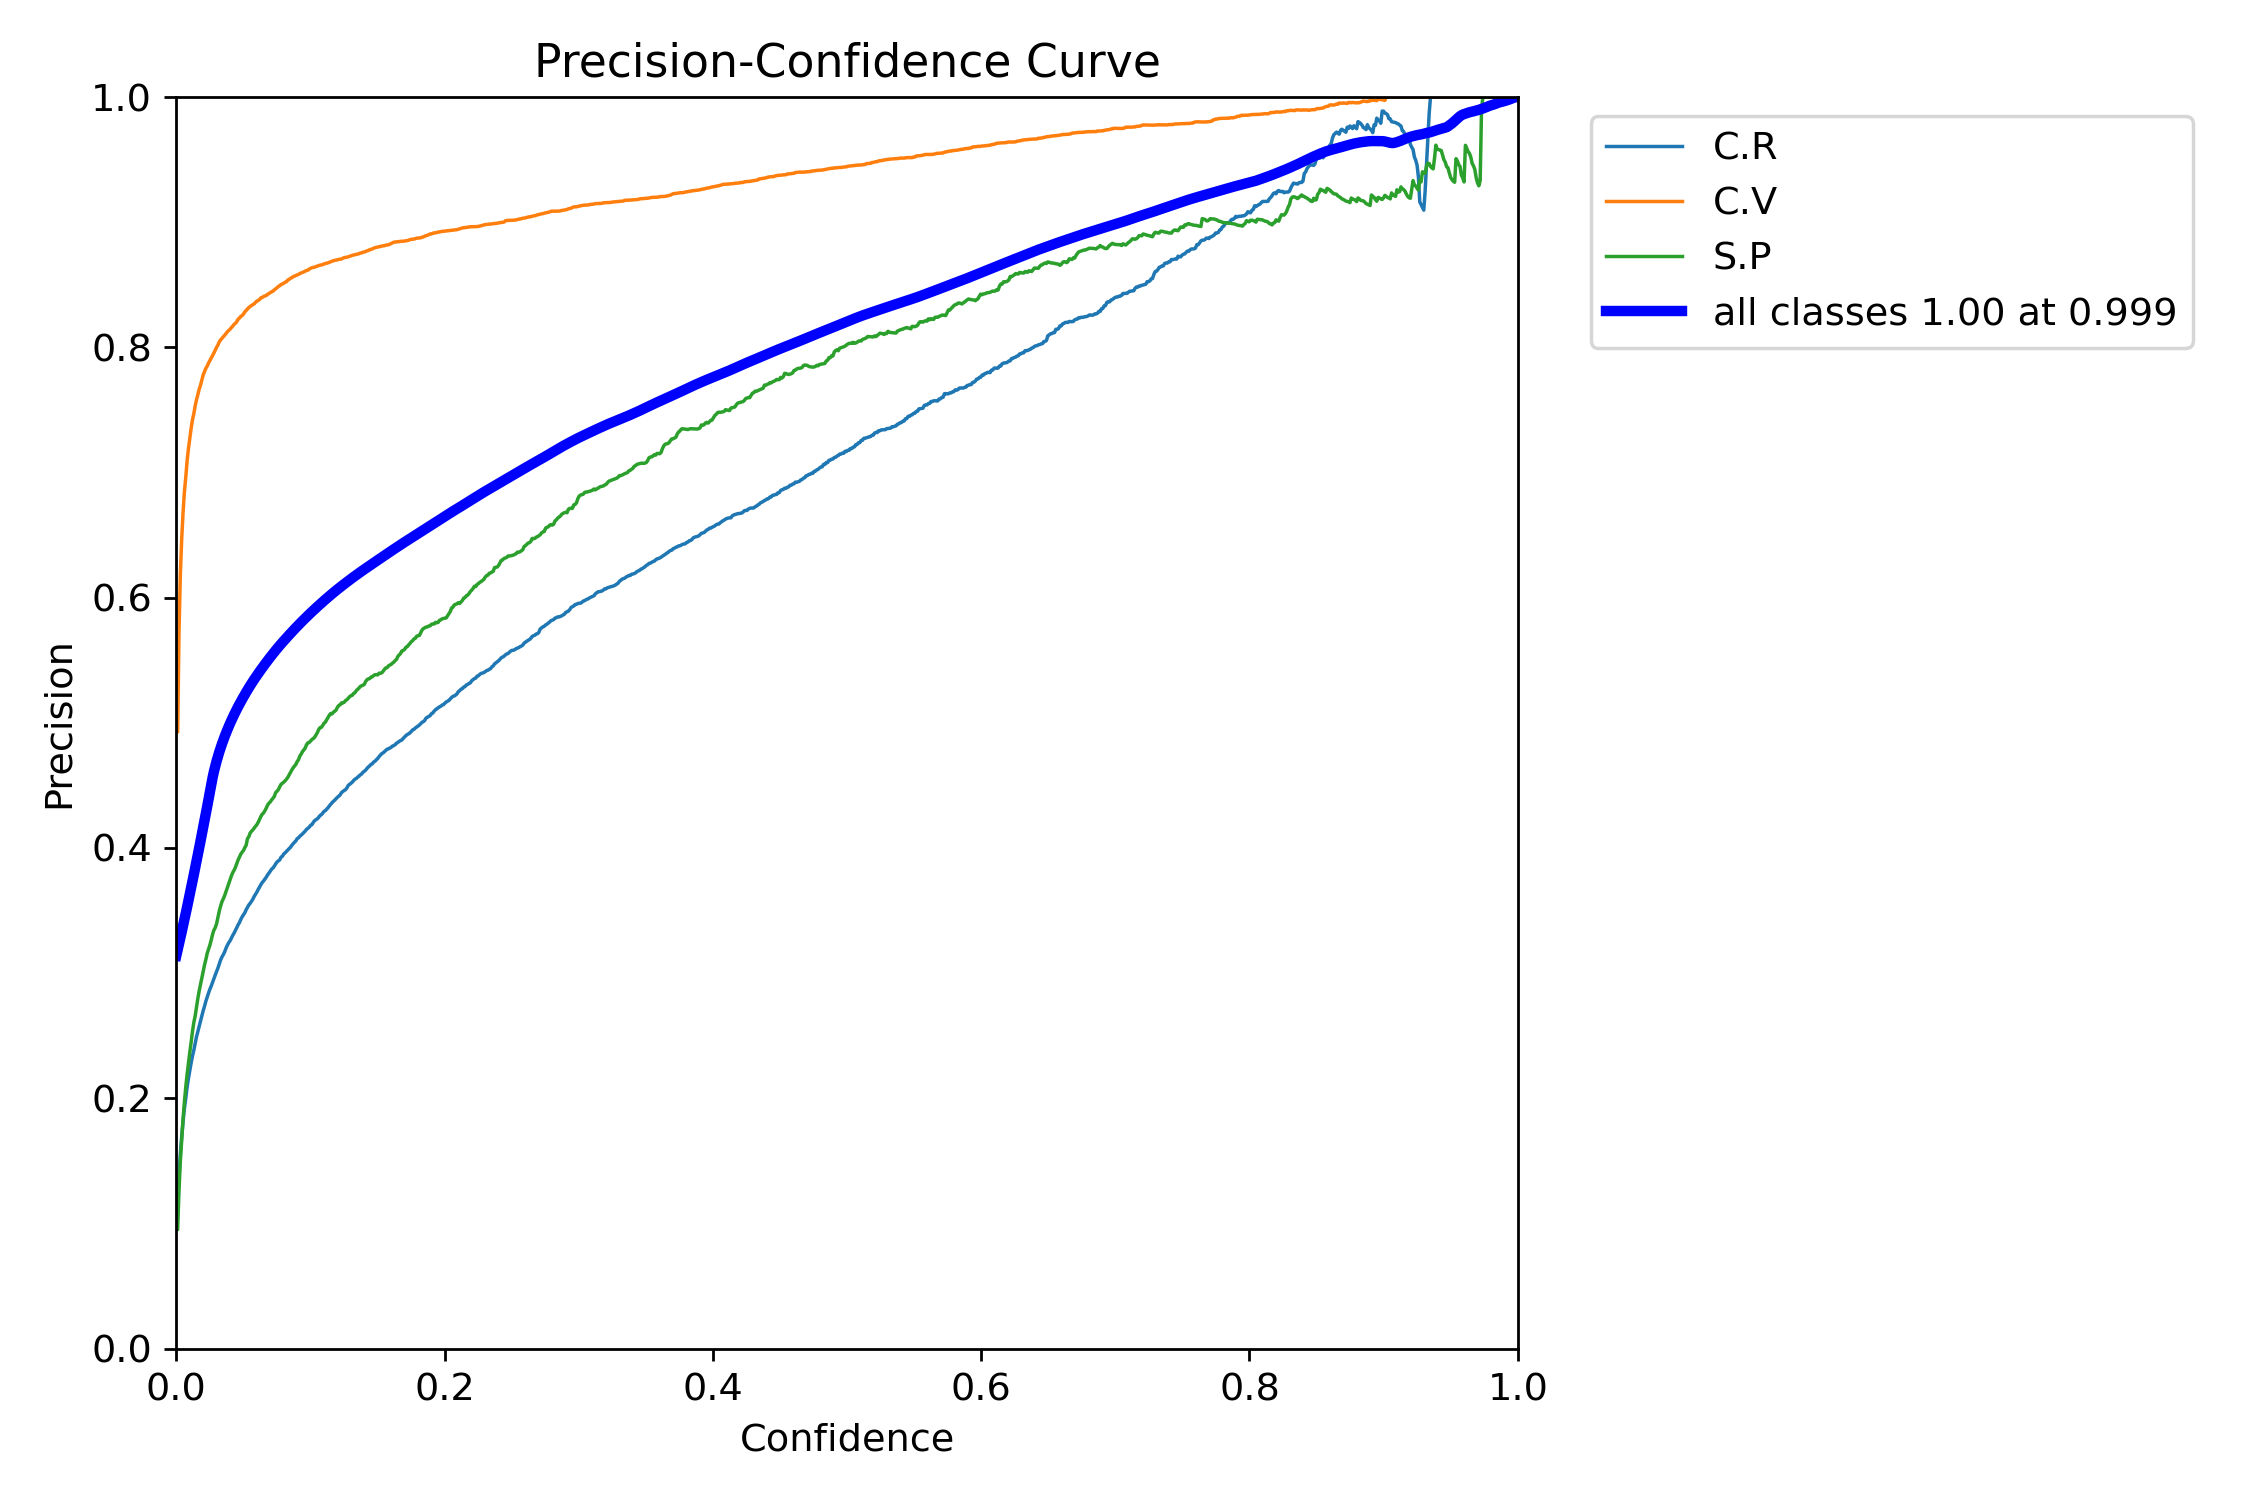 Precision-Confidence Curve
1.0
0.8
0.6
0.4
0.2
0.0
Precision
0.0 0.2 0.4 0.6 0.8 1.0
Confidence
C.R
C.V
S.P
all classes 1.00 at 0.999